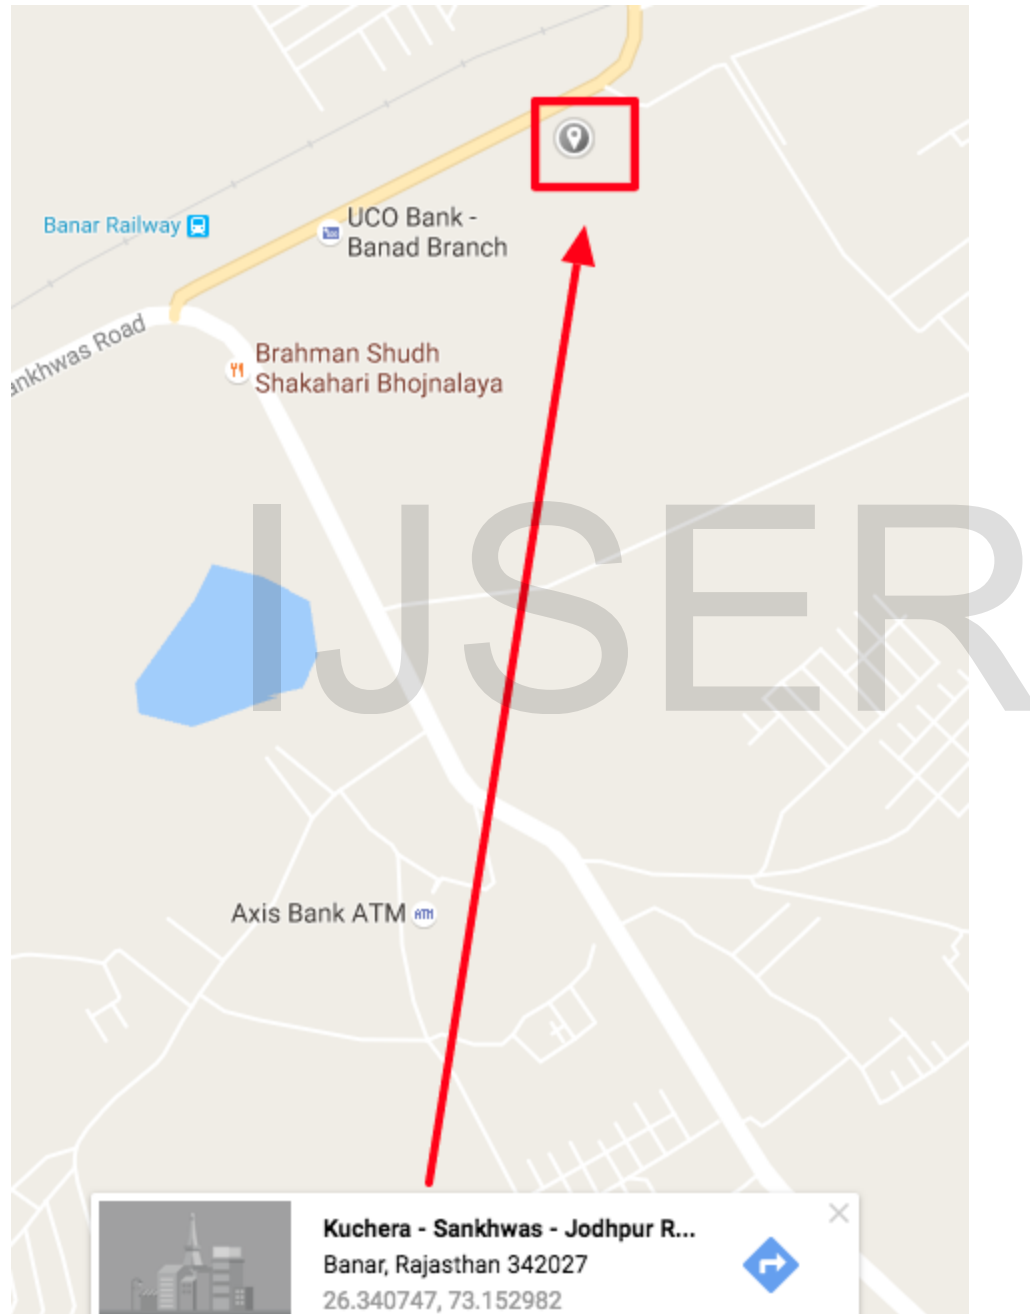 Banar Railway
UCO Bank -
Banad Branch
ankhwas Road
Brahman Shudh
Shakahari Bhojnalaya
IJSER
Axis Bank ATM
ATM
Kuchera - Sankhwas - Jodhpur R...
Banar, Rajasthan 342027
26.340747, 73.152982